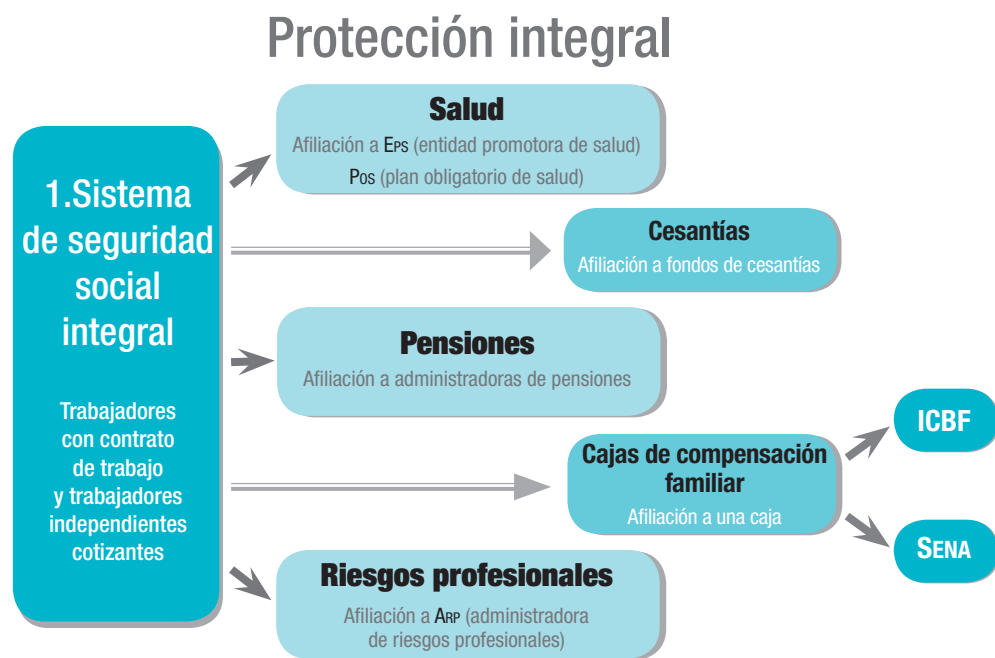 Protección integral
1.Sistema
de seguridad
social
integral
Trabajadores
con contrato
de trabajo
y trabajadores
independientes
cotizantes
Salud
Afiliación a EPS (entidad promotora de salud)
POS (plan obligatorio de salud)
Cesantías
Afiliación a fondos de cesantías
Pensiones
Afiliación a administradoras de pensiones
Cajas de compensación
familiar
Afiliación a una caja
ICBF
SENA
Riesgos profesionales
Afiliación a ARP (administradora
de riesgos profesionales)